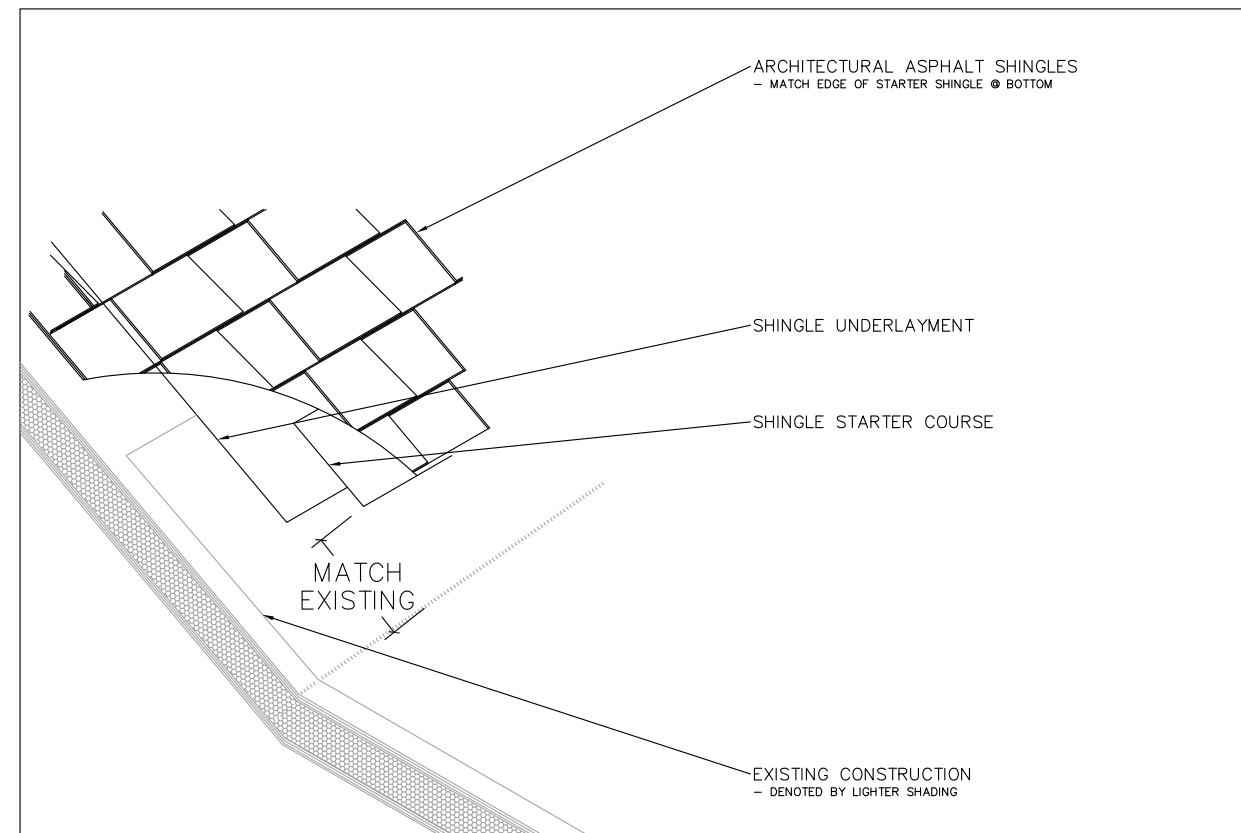 ARCHITECTURAL ASPHALT SHINGLES
– MATCH EDGE OF STARTER SHINGLE @ BOTTOM
SHINGLE UNDERLAYMENT
SHINGLE STARTER COURSE
MATCH
EXISTING
EXISTING CONSTRUCTION
– DENOTED BY LIGHTER SHADING